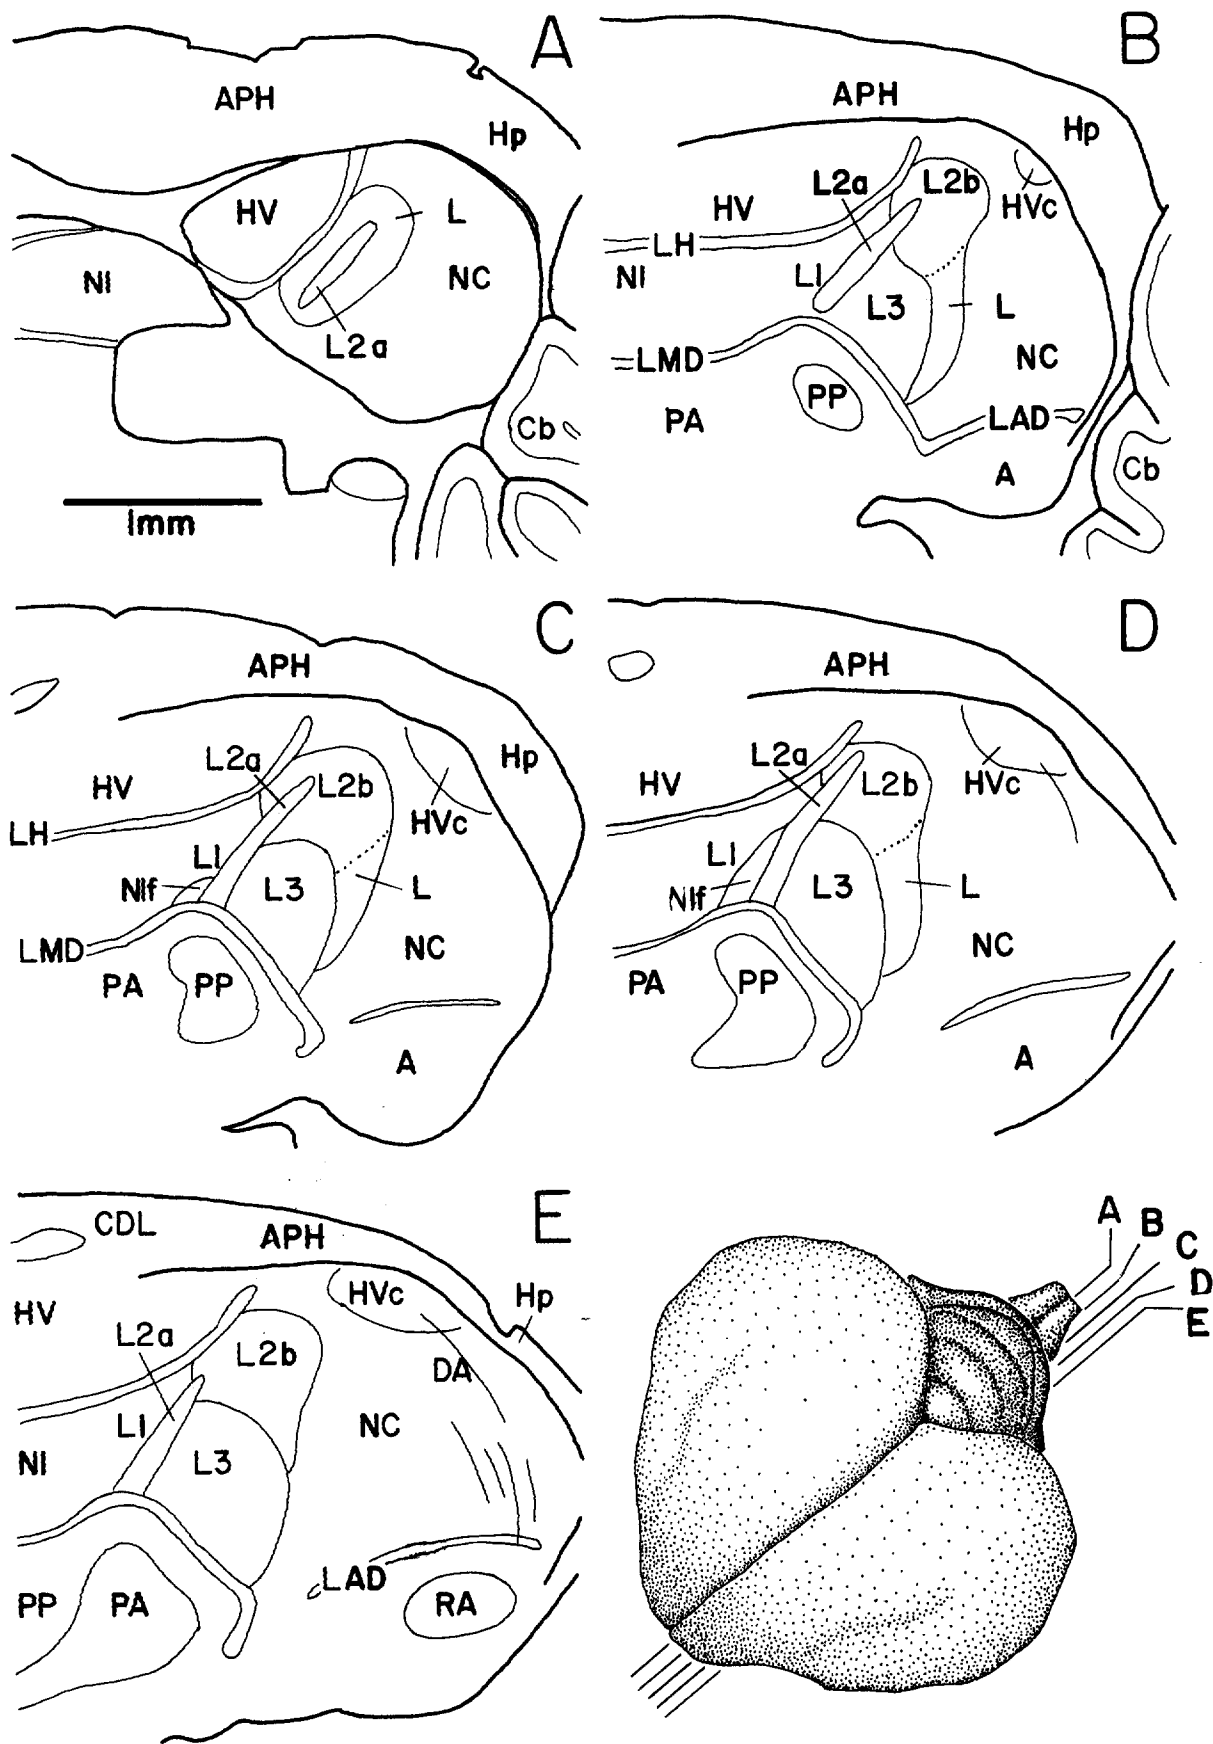 A
APH
Hp
HV
L
NI
NC
L2a
Cb
1mm
B
APH
Hp
L2a
L2b
HV
HVc
LH
NI
L1
L3
L
LMD
NC
PP
PA
LAD
A
Cb
C
APH
L2a
Hp
HV
L2b
LH
HVc
L1
NIf
L3
L
LMD
NC
PA
PP
A
D
APH
L2a
HV
L2b
HVc
L1
NIf
L3
L
NC
PA
PP
A
E
CDL
APH
HV
HVc
Hp
L2a
L2b
DA
L1
NC
NI
L3
LAD
PP
PA
RA
A
B
C
D
E